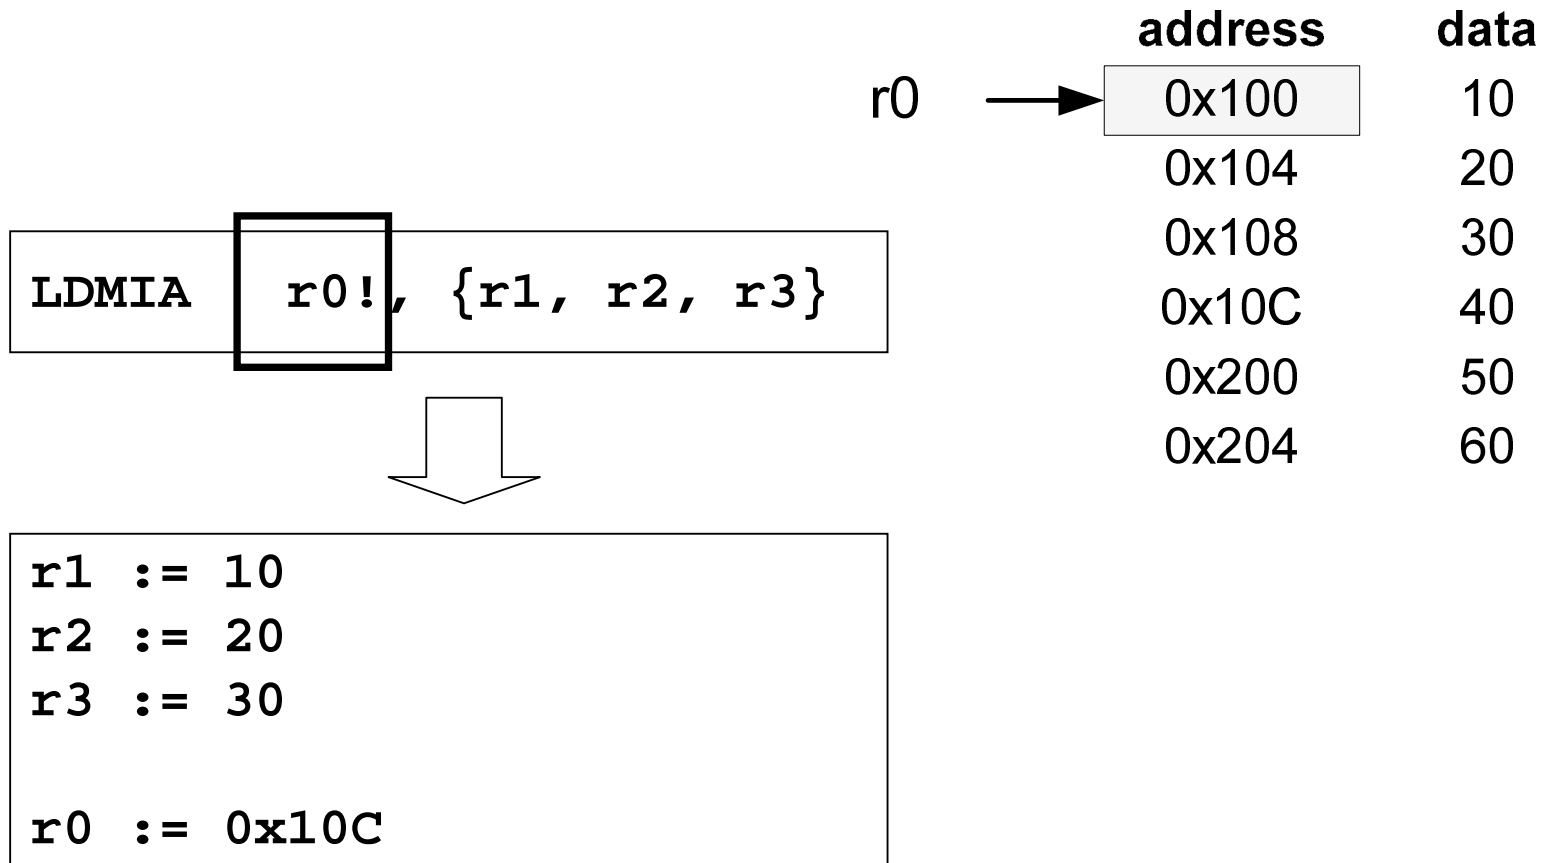 address data
r0 0x100 10
0x104 20
0x108 30
0x10C 40
0x200 50
0x204 60
LDMIA r0!, {r1, r2, r3}
r1 := 10
r2 := 20
r3 := 30
r0 := 0x10C